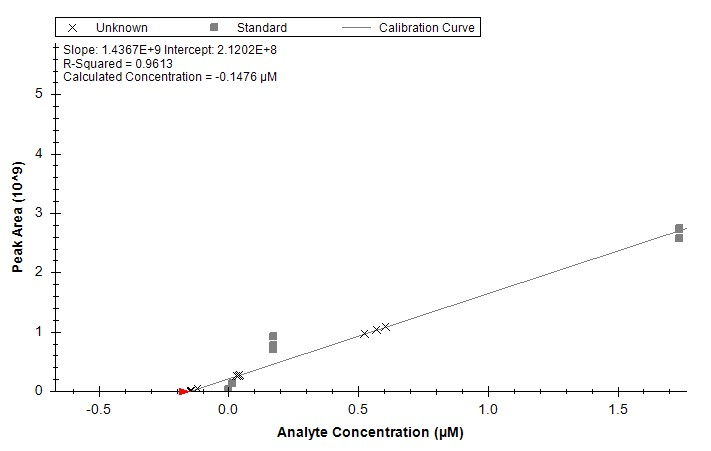 Unknown Standard Calibration Curve
Slope: 1.4367E+9 Intercept: 2.1202E+8
R-Squared = 0.9613
Calculated Concentration = -0.1476 µM
Peak Area (10^9)
5
4
3
2
1
0
-0.5 0.0 0.5 1.0 1.5
Analyte Concentration (µM)